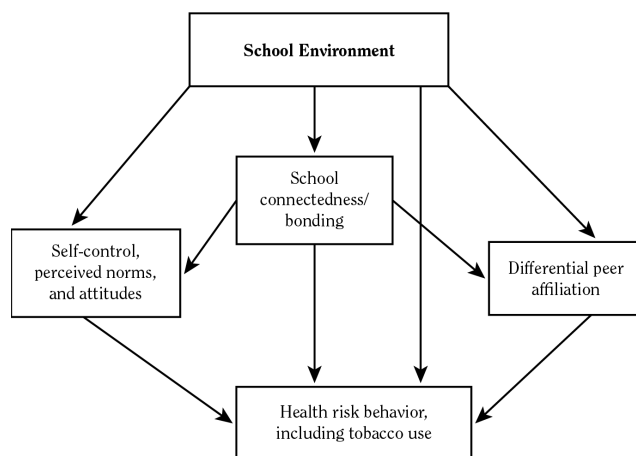 School Environment
School
connectedness/
bonding
Self-control,
perceived norms,
and attitudes
Differential peer
affiliation
Health risk behavior,
including tobacco use